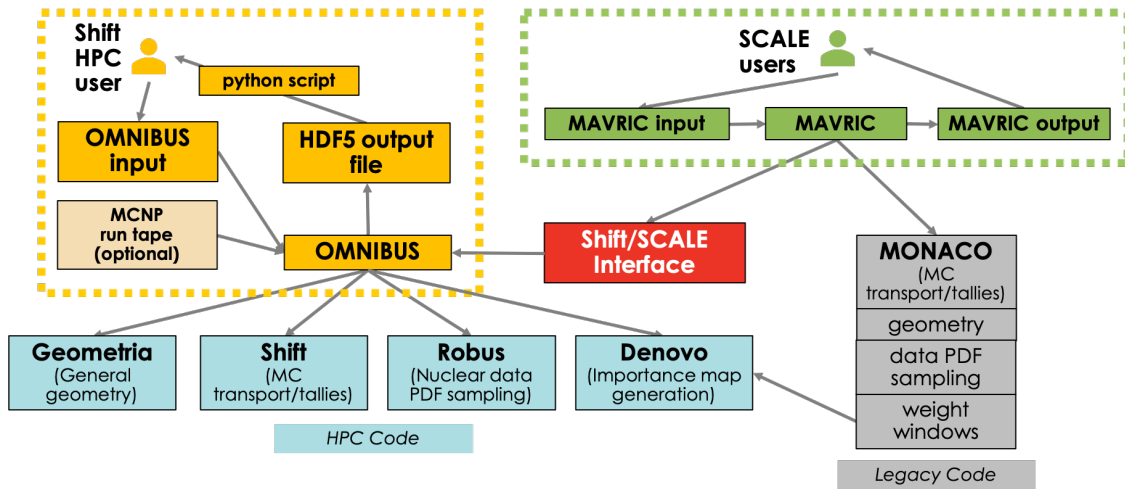 Shift
HPC
user
python script
OMNIBUS
input
HDF5 output
file
MCNP
run tape
(optional)
OMNIBUS
SCALE
users
MAVRIC input
MAVRIC
MAVRIC output
Shift/SCALE
Interface
MONACO
(MC
transport/tallies)
geometry
data PDF
sampling
weight
windows
Geometria
(General
geometry)
Shift
(MC
transport/tallies)
Robus
(Nuclear data
PDF sampling)
Denovo
(Importance map
generation)
HPC Code
Legacy Code